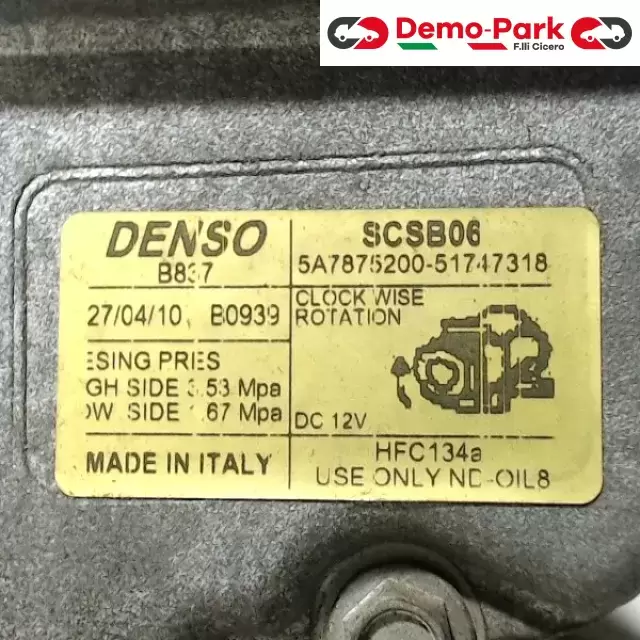 Demo-Park
F.lli Cicero
DENSO
B837
27/04/10 B0939
ESING PRES
GH SIDE 3.53 Mpa
OW SIDE 1.67 Mpa
MADE IN ITALY
SCSB06
5A7875200-51747318
CLOCK WISE
ROTATION
DC 12V
HFC134a
USE ONLY ND-OIL8